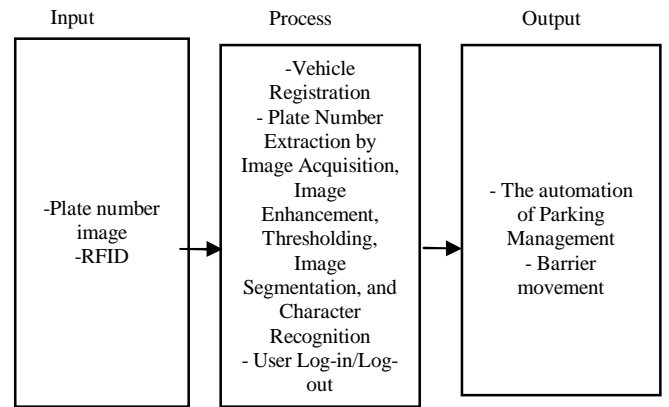 Input
Process
Output
-Plate number
image
-RFID
-Vehicle
Registration
- Plate Number
Extraction by
Image Acquisition,
Image
Enhancement,
Thresholding,
Image
Segmentation, and
Character
Recognition
- User Log-in/Log-
out
- The automation
of Parking
Management
- Barrier
movement